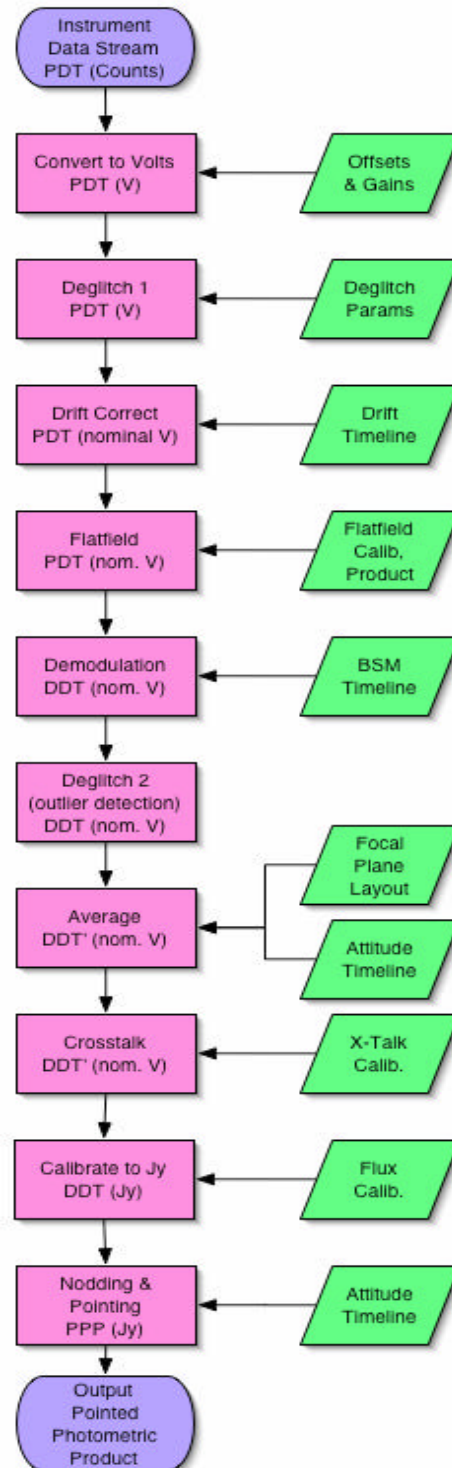 Instrument
Data Stream
PDT (Counts)
Convert to Volts
PDT (V)
Offsets
& Gains
Deglitch 1
PDT (V)
Deglitch
Params
Drift Correct
PDT (nominal V)
Drift
Timeline
Flatfield
PDT (nom. V)
Flatfield
Calib,
Product
Demodulation
DDT (nom. V)
BSM
Timeline
Deglitch 2
(outlier detection)
DDT (nom. V)
Focal
Plane
Layout
Average
DDT' (nom. V)
Attitude
Timeline
Crosstalk
DDT' (nom. V)
X-Talk
Calib.
Calibrate to Jy
DDT (Jy)
Flux
Calib.
Nodding &
Pointing
PPP (Jy)
Attitude
Timeline
Output
Pointed
Photometric
Product